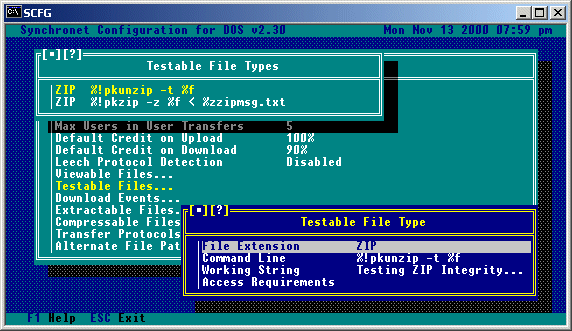 SCFG
Synchronet Configuration for DOS v2.30 Mon Nov 13 2000 07:59 pm
[■][?]
Testable File Types
ZIP %!pkunzip -t %f
ZIP %!pkzip -z %f < %zzipmsg.txt
Max Users in User Transfers 5
Default Credit on Upload 100%
Default Credit on Download 90%
Leech Protocol Detection Disabled
Viewable Files...
Testable Files...
Download Events...
Extractable Files.
Compressable Files
Transfer Protocols
Alternate File Pat
[■][?]
Testable File Type
File Extension ZIP
Command Line %!pkunzip -t %f
Working String Testing ZIP Integrity...
Access Requirements
F1 Help ESC Exit